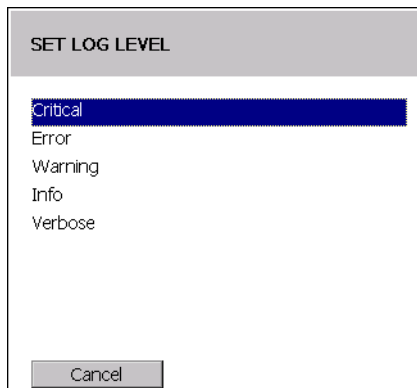 SET LOG LEVEL
Critical
Error
Warning
Info
Verbose
Cancel